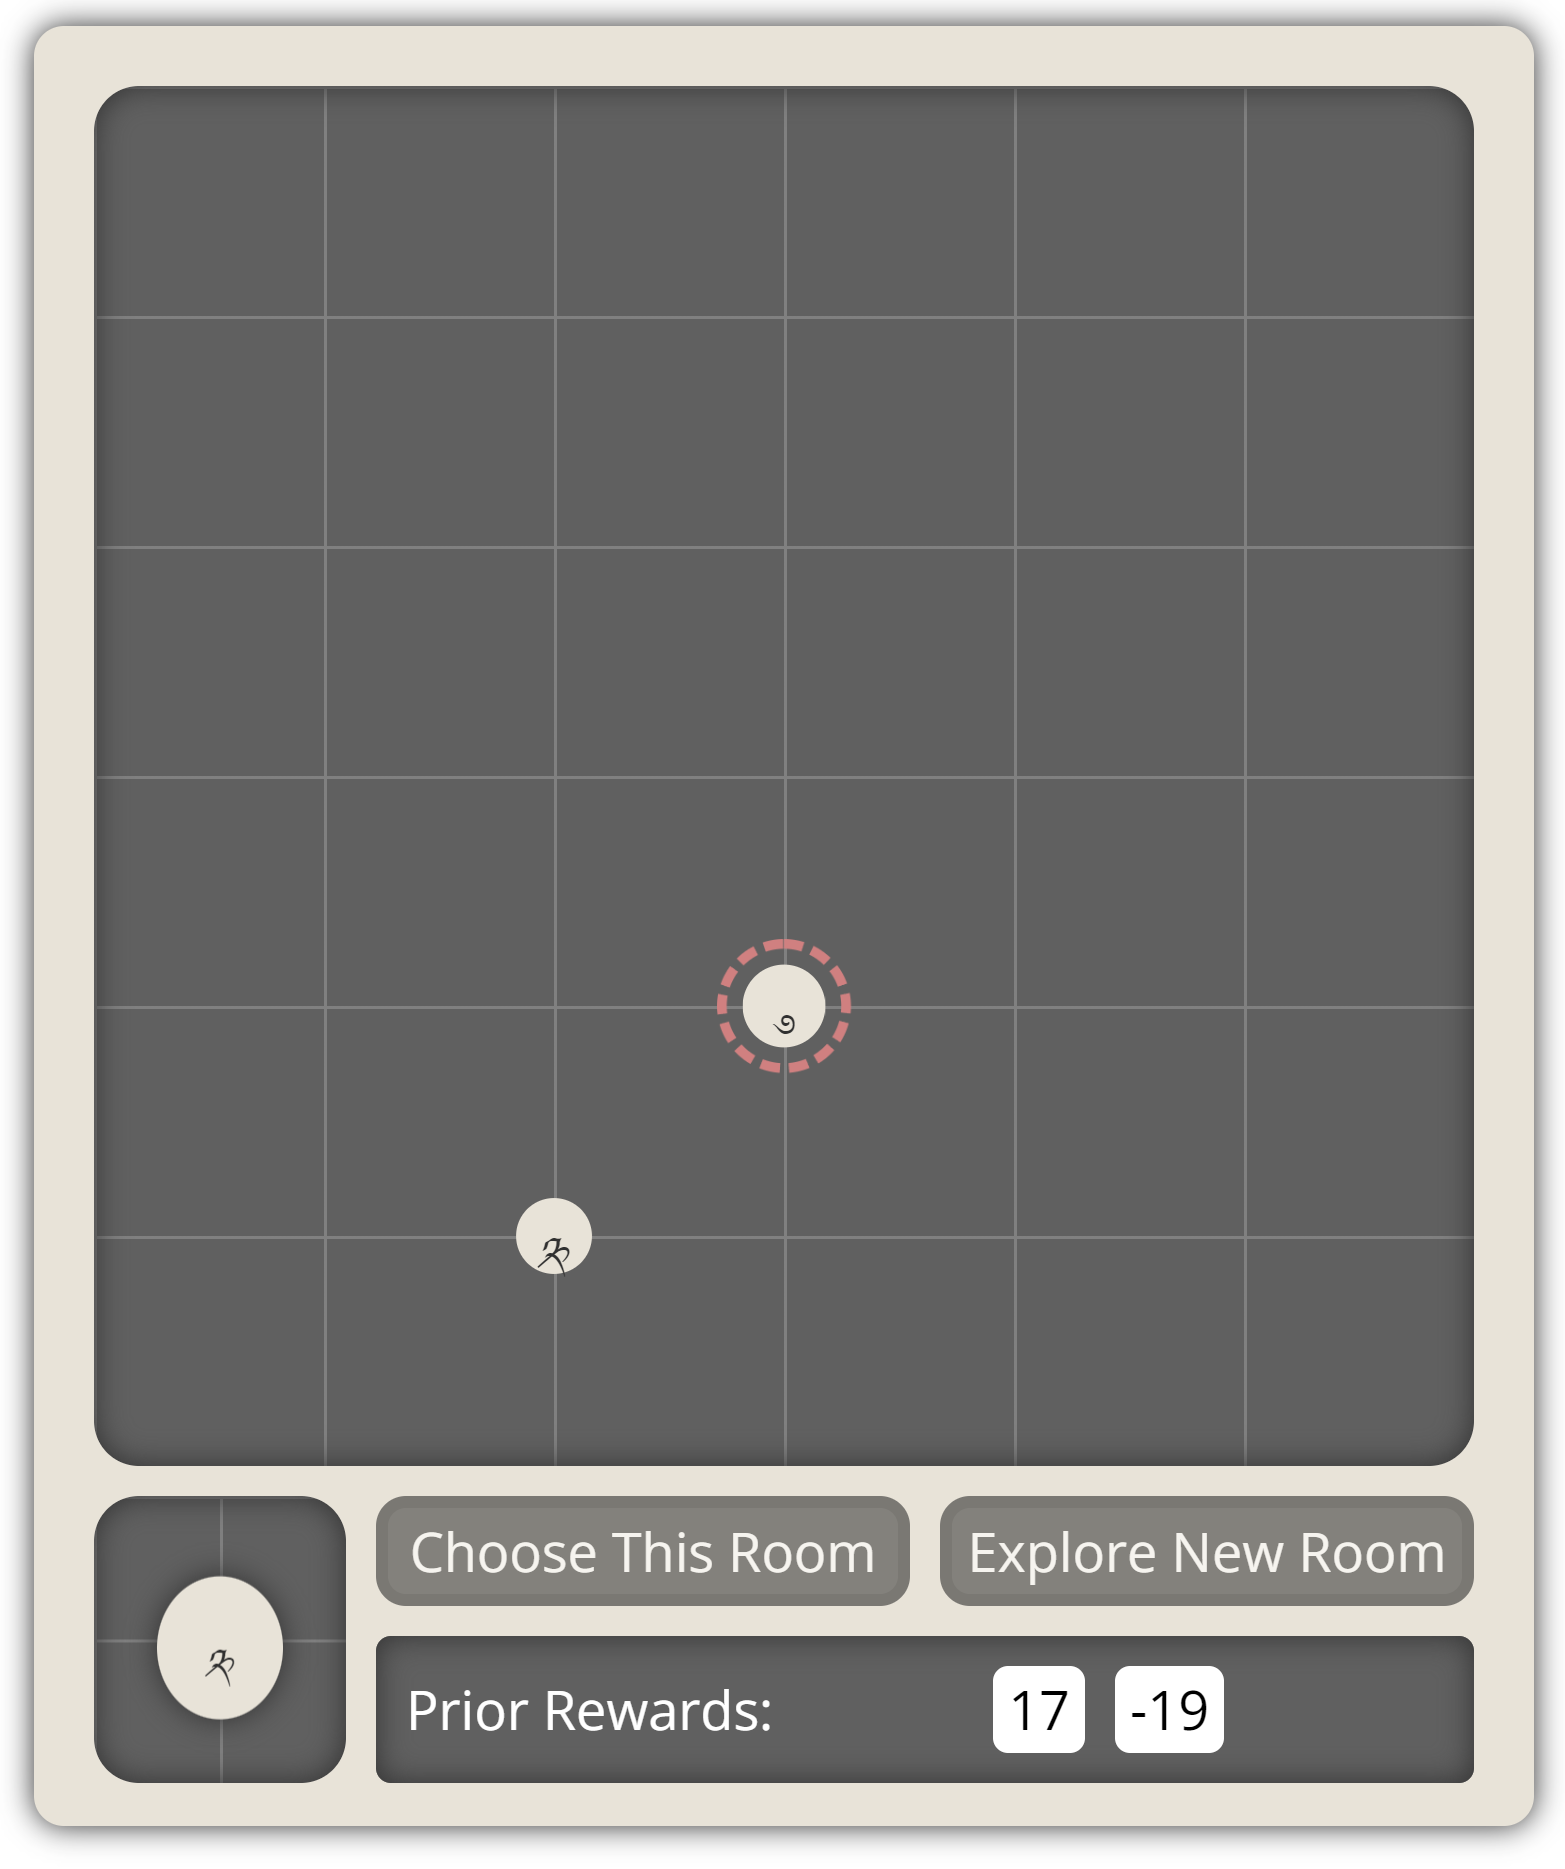 Choose This Room
Explore New Room
Prior Rewards:
17
-19